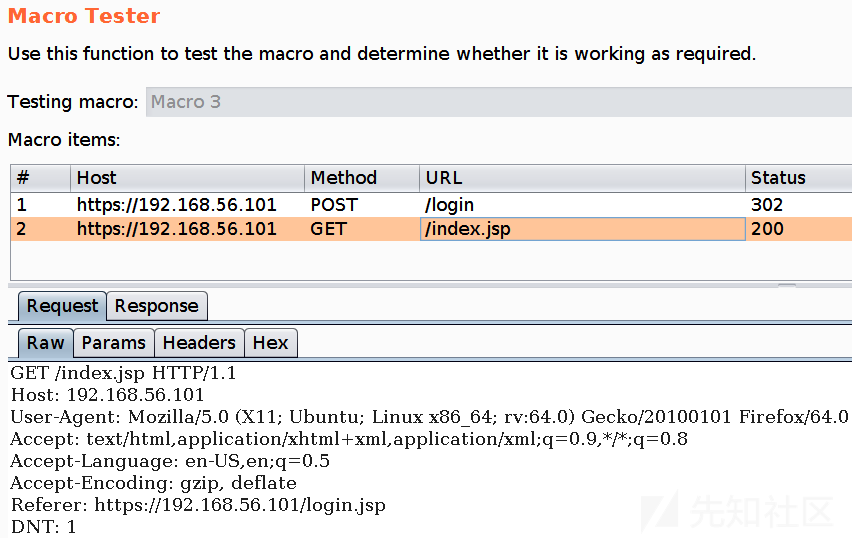 Macro Tester
Use this function to test the macro and determine whether it is working as required.
Testing macro: Macro 3
Macro items:
# Host Method URL Status
1 https://192.168.56.101 POST /login 302
2 https://192.168.56.101 GET /index.jsp 200
Request Response
Raw Params Headers Hex
GET /index.jsp HTTP/1.1
Host: 192.168.56.101
User-Agent: Mozilla/5.0 (X11; Ubuntu; Linux x86_64; rv:64.0) Gecko/20100101 Firefox/64.0
Accept: text/html,application/xhtml+xml,application/xml;q=0.9,*/*;q=0.8
Accept-Language: en-US,en;q=0.5
Accept-Encoding: gzip, deflate
Referer: https://192.168.56.101/login.jsp
DNT: 1
先知社区